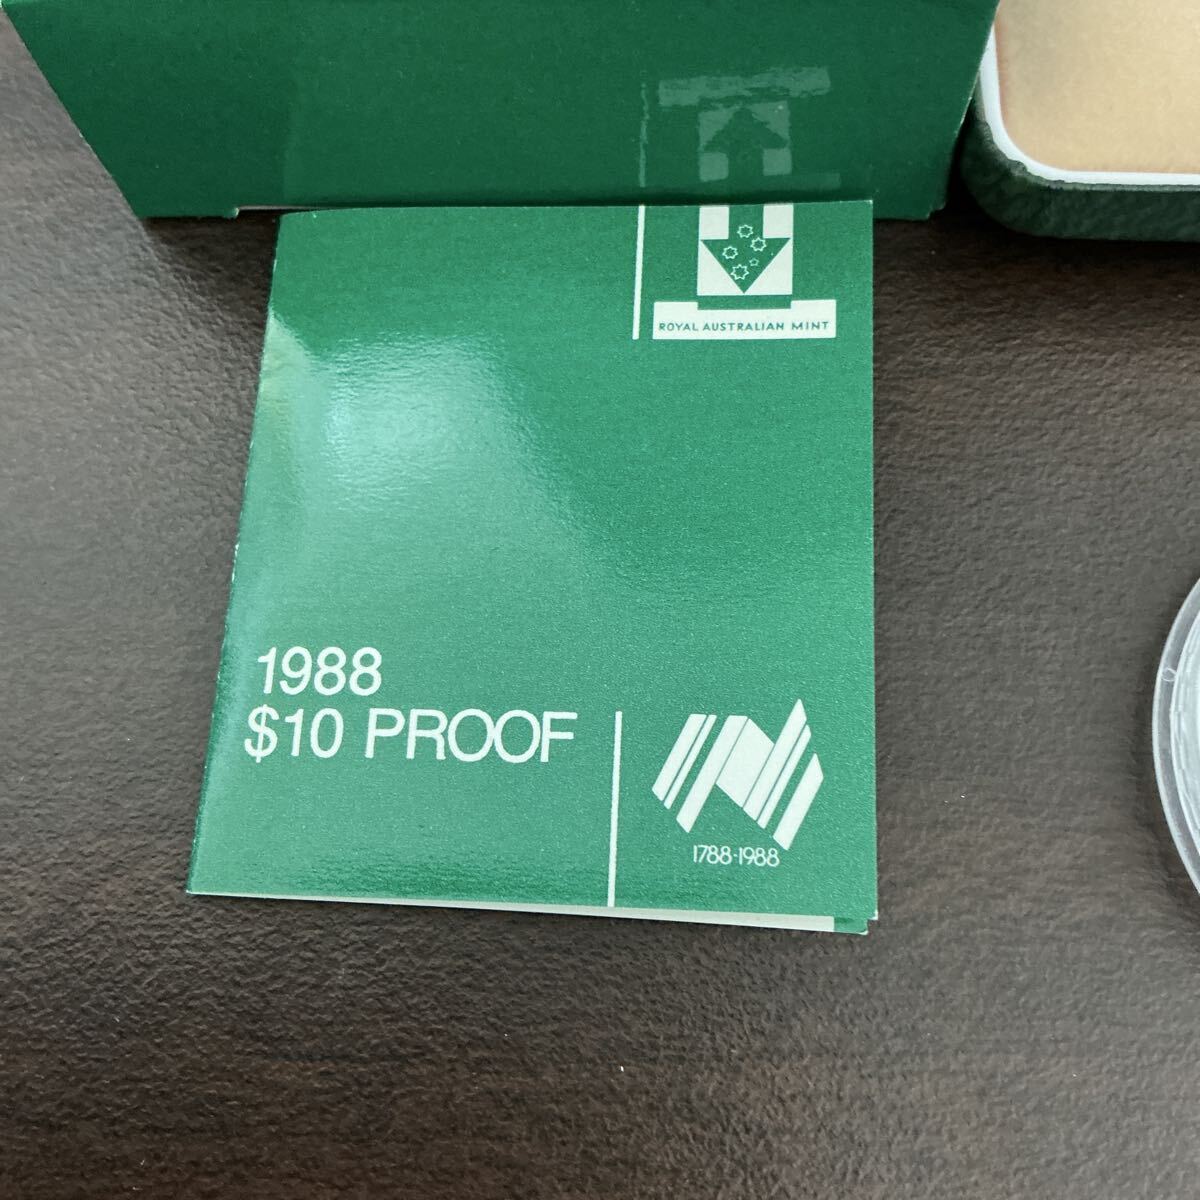 ROYAL AUSTRALIAN MINT
1988
$10 PROOF
1788-1988